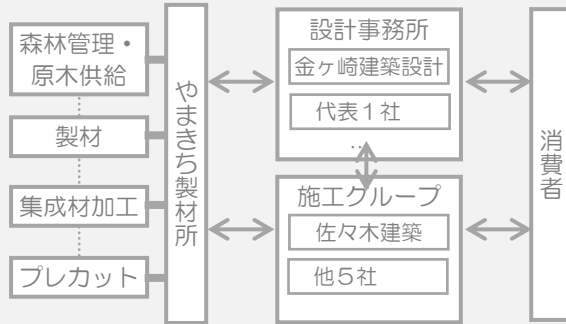 森林管理・
原木供給
製材
集成材加工
プレカット
やまきち製材所
設計事務所
金ヶ崎建築設計
代表１社
…
施工グループ
佐々木建築
他５社
消費者